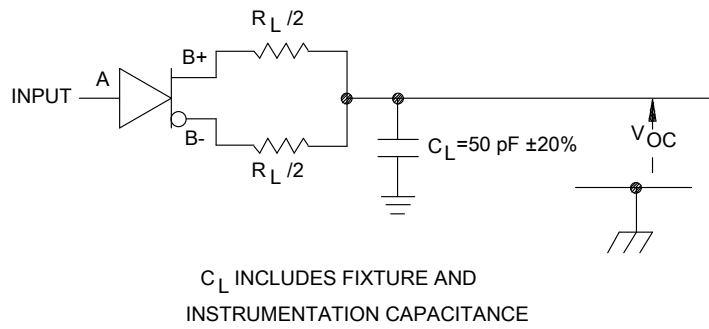 R L /2
B+
A
INPUT
B-
R L /2
C L =50 pF ±20%
V OC
C L INCLUDES FIXTURE AND
INSTRUMENTATION CAPACITANCE